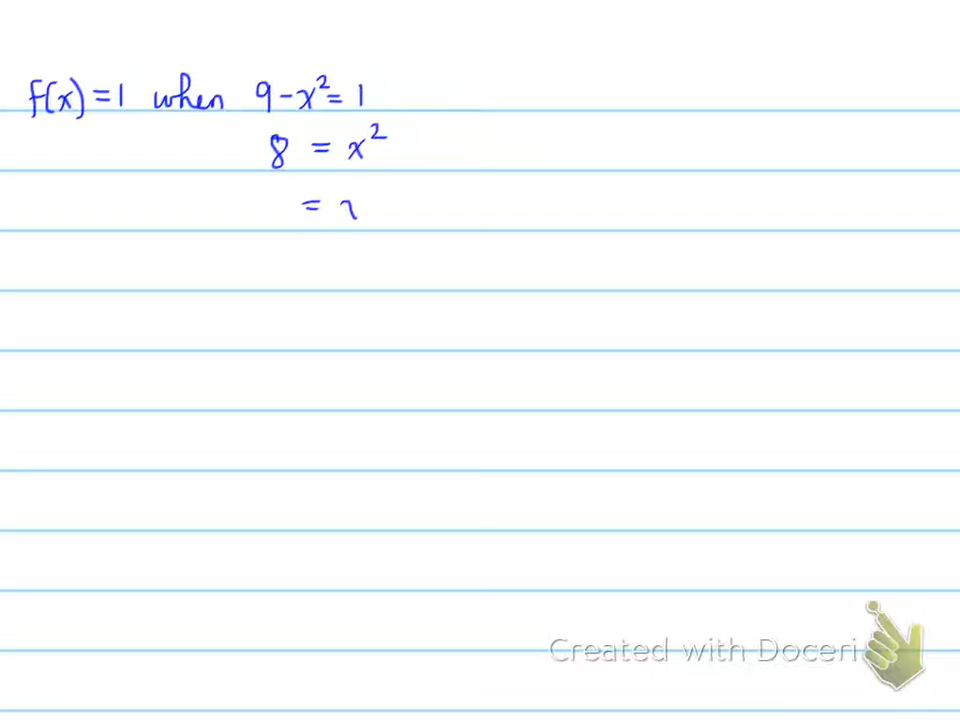 f(x) = 1 when 9 - x² = 1
8 = x²
=
Created with Doceri